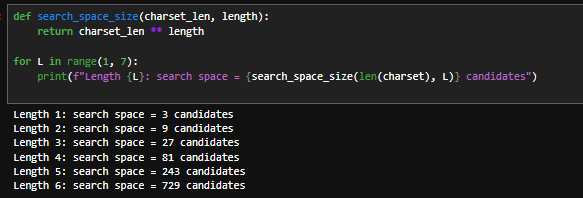 def search_space_size(charset_len, length):
    return charset_len ** length
for L in range(1, 7):
    print(f"Length {L}: search space = {search_space_size(len(charset), L)} candidates")
Length 1: search space = 3 candidates
Length 2: search space = 9 candidates
Length 3: search space = 27 candidates
Length 4: search space = 81 candidates
Length 5: search space = 243 candidates
Length 6: search space = 729 candidates